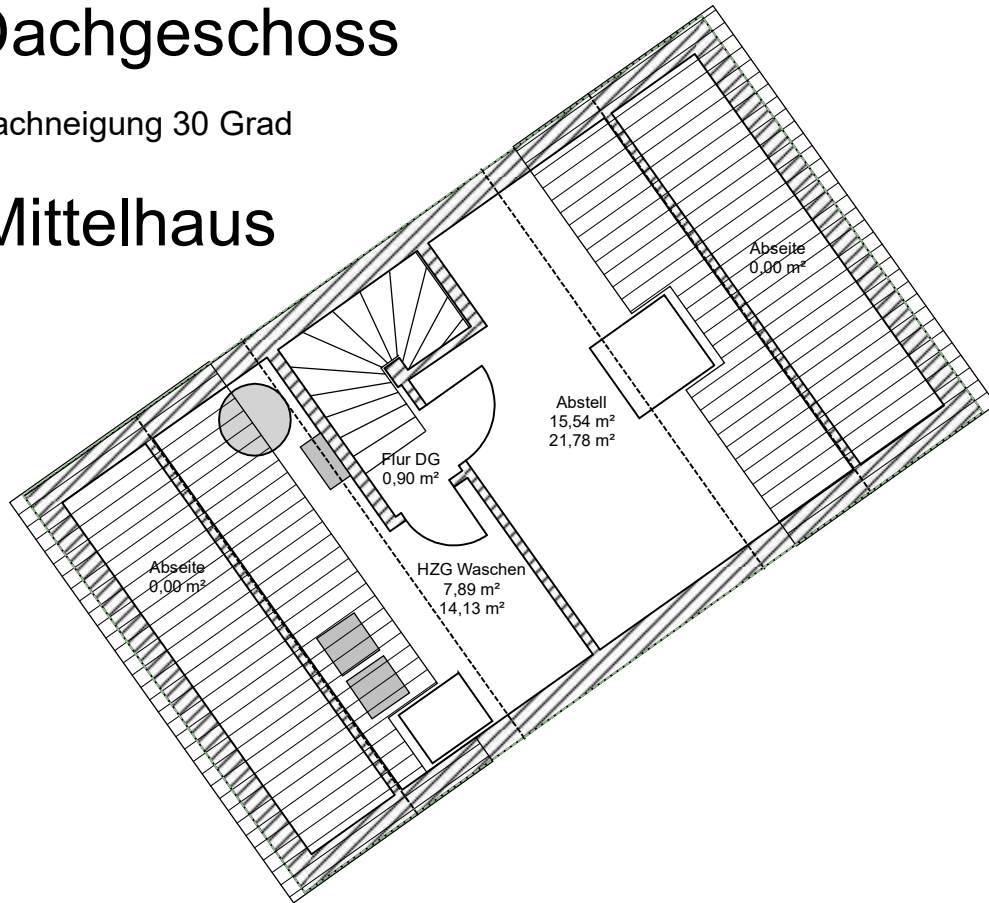 Dachgeschoss
achneigung 30 Grad
Mittelhaus
Abseite
0,00 m²
Abstell
15,54 m²
21,78 m²
Flur DG
0,90 m²
HZG Waschen
7,89 m²
14,13 m²
Abseite
0,00 m²